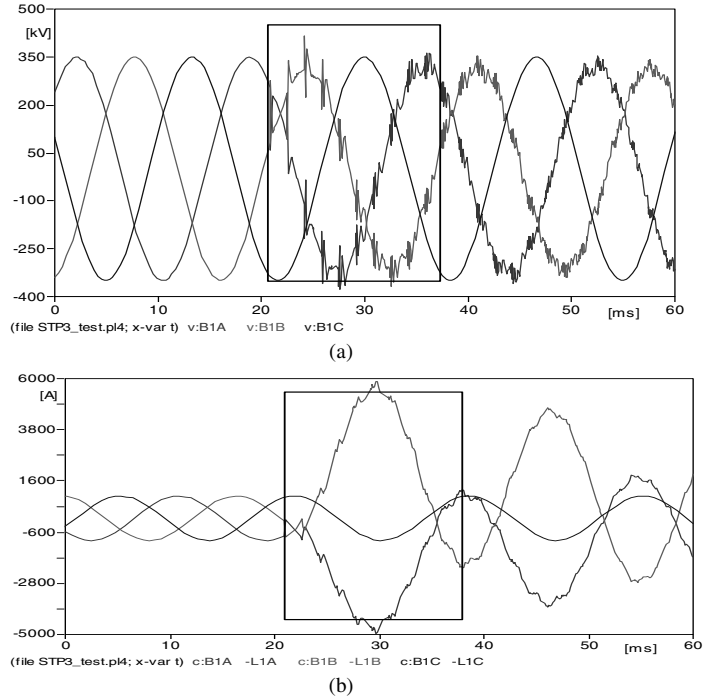 500
[kV]
350
200
50
-100
-250
-400
0 10 20 30 40 50 [ms] 60
(file STP3_test.pl4; x-var t) v:B1A v:B1B v:B1C
(a)
6000
[A]
3800
1600
-600
-2800
-5000
0 10 20 30 40 50 [ms] 60
(file STP3_test.pl4; x-var t) c:B1A -L1A c:B1B -L1B c:B1C -L1C
(b)